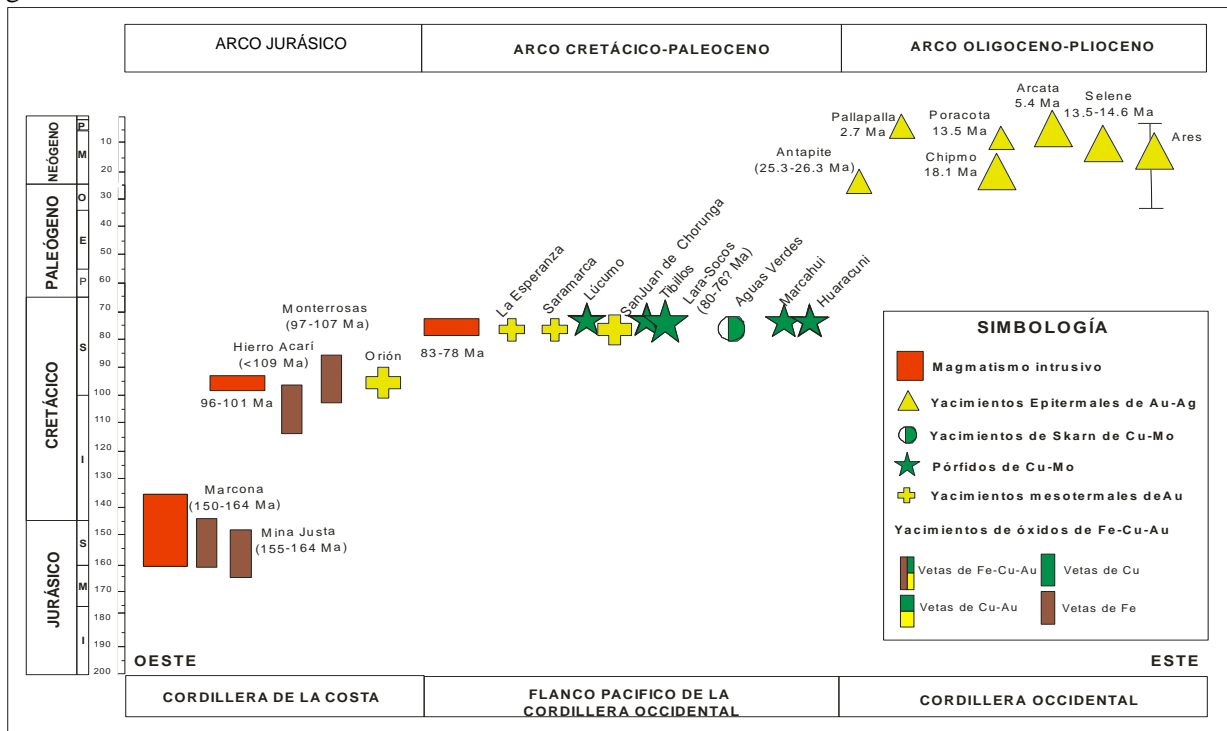 g
ARCO JURÁSICO
ARCO CRETÁCICO-PALEOCENO
ARCO OLIGOCENO-PLIOCENO
NEÓGENO
PALEÓGENO
CRETÁCICO
JURÁSICO
P
M
O
E
P
S
I
S
M
I
10
20
30
40
50
60
70
80
90
100
110
120
130
140
150
160
170
180
190
200
Pallapalla
2.7 Ma
Antapite
(25.3-26.3 Ma)
Poracota
13.5 Ma
Chipmo
18.1 Ma
Arcata
5.4 Ma
Selene
13.5-14.6 Ma
Ares
Monterrosas
(97-107 Ma)
Hierro Acarí
(<109 Ma)
Orión
96-101 Ma
83-78 Ma
La Esperanza
Saramarca
Lúcumo
SanJuan de Chorunga
Tibillos
Lara-Socos
(80-76? Ma)
Aguas Verdes
Marcahui
Huaracuni
Marcona
(150-164 Ma)
Mina Justa
(155-164 Ma)
SIMBOLOGÍA
Magmatismo intrusivo
Yacimientos Epitermales de Au-Ag
Yacimientos de Skarn de Cu-Mo
Pórfidos de Cu-Mo
Yacimientos mesotermales deAu
Yacimientos de óxidos de Fe-Cu-Au
Vetas de Fe-Cu-Au
Vetas de Cu
Vetas de Cu-Au
Vetas de Fe
OESTE
ESTE
CORDILLERA DE LA COSTA
FLANCO PACIFICO DE LA
CORDILLERA OCCIDENTAL
CORDILLERA OCCIDENTAL